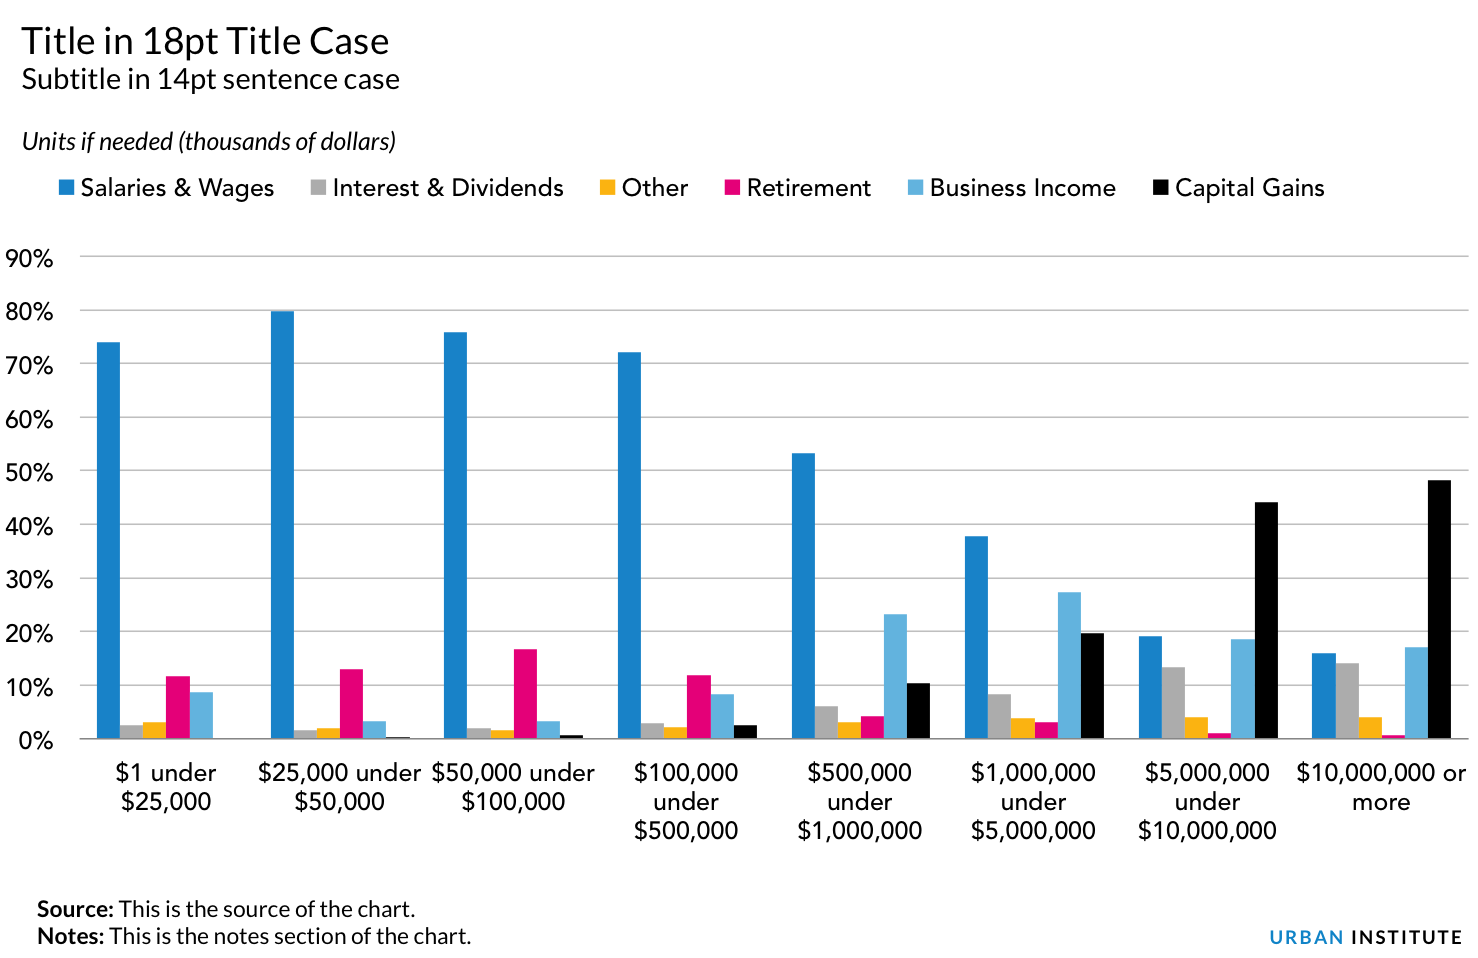 Title in 18pt Title Case
Subtitle in 14pt sentence case
Units if needed (thousands of dollars)
Salaries & Wages Interest & Dividends Other Retirement Business Income Capital Gains
90%
80%
70%
60%
50%
40%
30%
20%
10%
0%
$1 under
$25,000
$25,000 under
$50,000
$50,000 under
$100,000
$100,000
under
$500,000
$500,000
under
$1,000,000
$1,000,000
under
$5,000,000
$5,000,000
under
$10,000,000
$10,000,000 or
more
Source: This is the source of the chart.
Notes: This is the notes section of the chart.
URBAN INSTITUTE